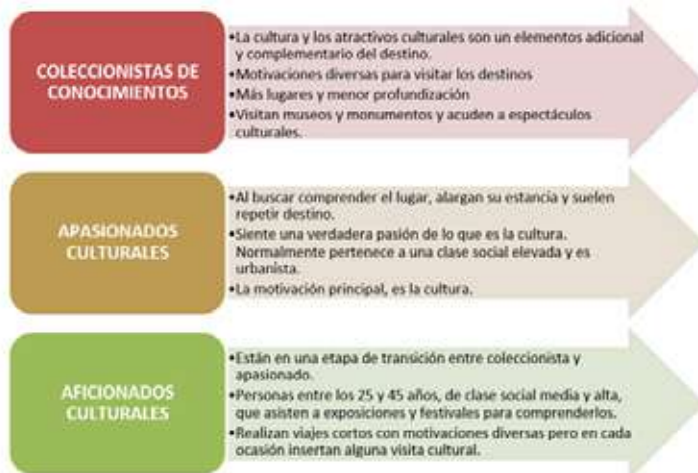 COLECCIONISTAS DE
CONOCIMIENTOS
•La cultura y los atractivos culturales son un elementos adicional
y complementario del destino.
•Motivaciones diversas para visitar los destinos
•Más lugares y menor profundización
•Visitan museos y monumentos y acuden a espectáculos
culturales.
APASIONADOS
CULTURALES
•Al buscar comprender el lugar, alargan su estancia y suelen
repetir destino.
•Siente una verdadera pasión de lo que es la cultura.
Normalmente pertenece a una clase social elevada y es
urbanista.
•La motivación principal, es la cultura.
AFICIONADOS
CULTURALES
•Están en una etapa de transición entre coleccionista y
apasionado.
•Personas entre los 25 y 45 años, de clase social media y alta,
que asisten a exposiciones y festivales para comprenderlos.
•Realizan viajes cortos con motivaciones diversas pero en cada
ocasión insertan alguna visita cultural.